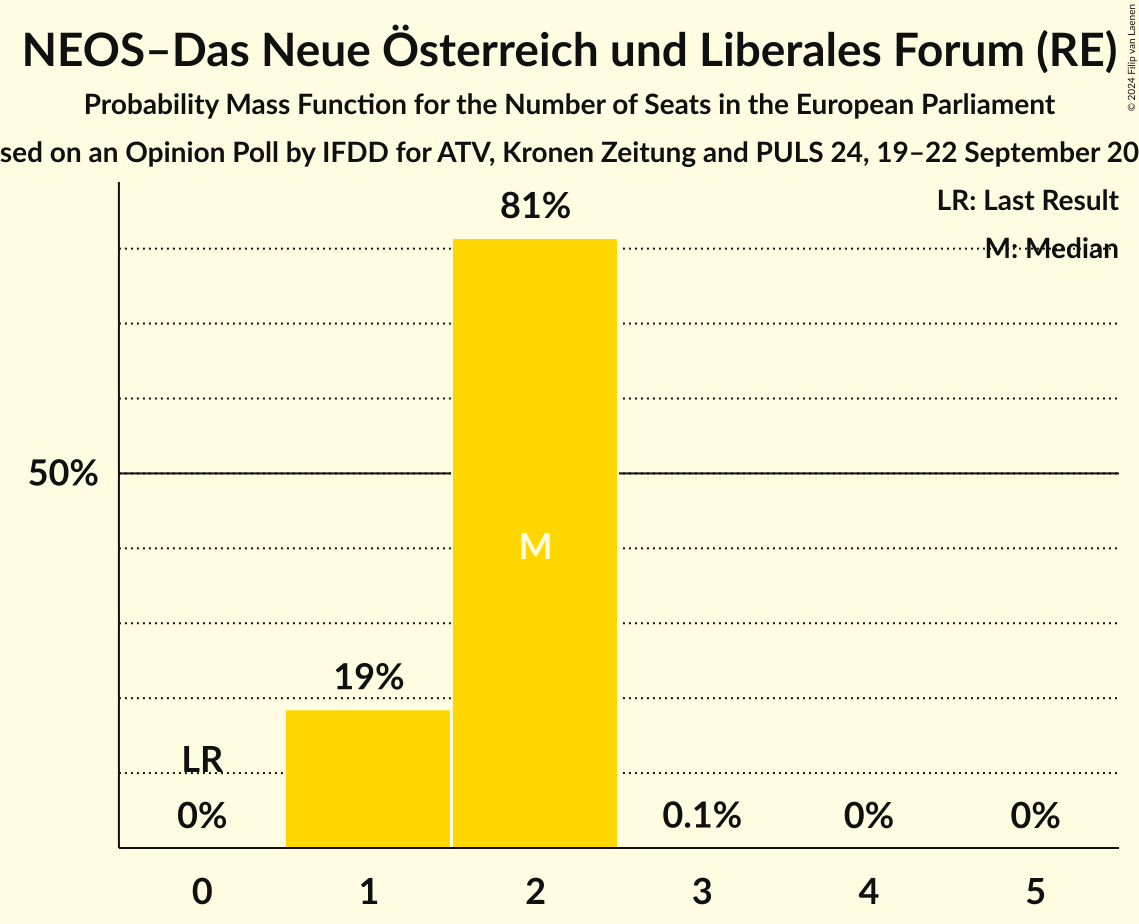 NEOS–Das Neue Österreich und Liberales Forum (RE)
© 2024 Filip van Laenen
Probability Mass Function for the Number of Seats in the European Parliament
sed on an Opinion Poll by IFDD for ATV, Kronen Zeitung and PULS 24, 19–22 September 20
LR: Last Result
M: Median
81%
50%
M
19%
LR
0%
0.1%
0%
0%
0 1 2 3 4 5